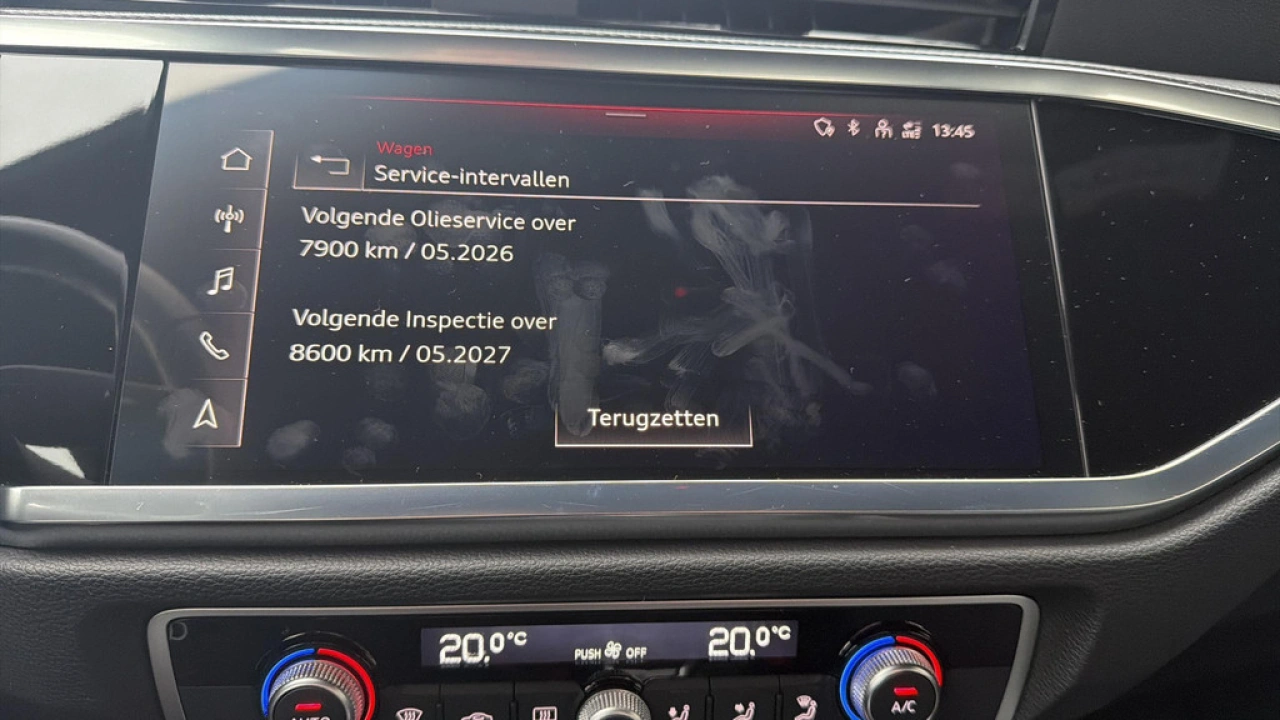 13:45
Wagen
Service-intervallen
Volgende Olieservice over
7900 km / 05.2026
Volgende Inspectie over
8600 km / 05.2027
Terugzetten
20.0°C
PUSH OFF
20.0°C
AUTO
A/C